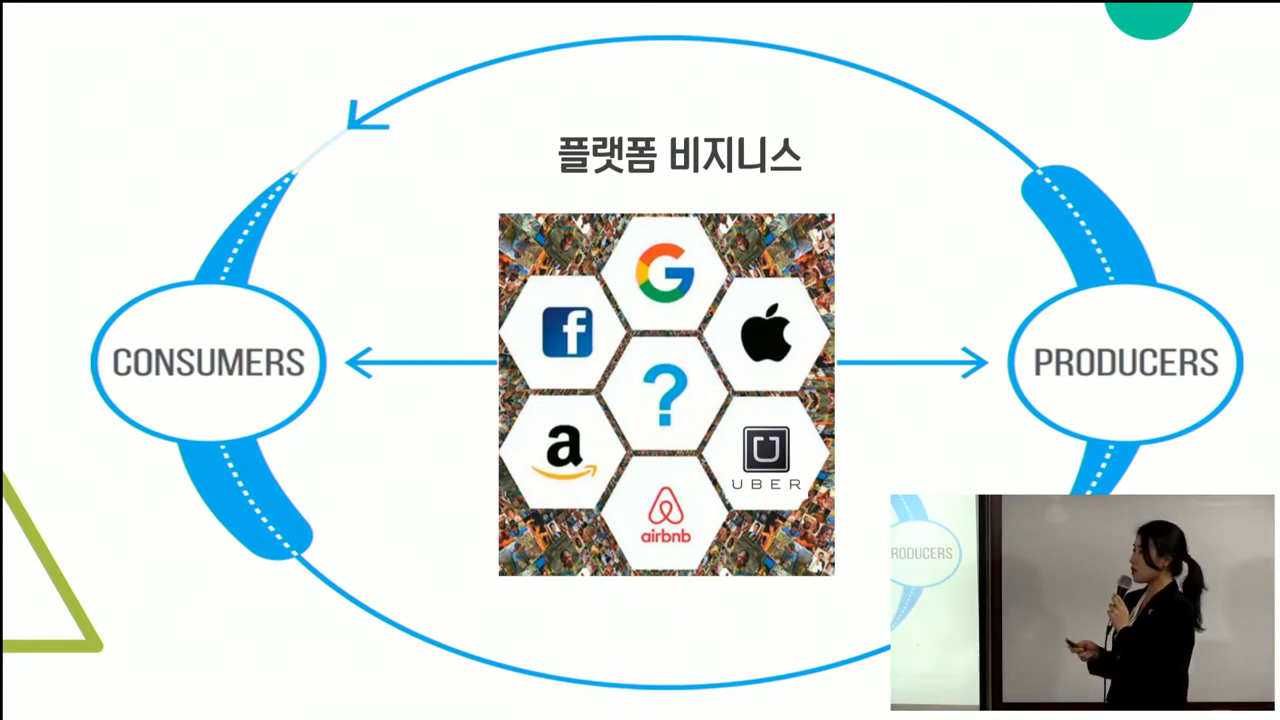 플랫폼 비지니스
G
f
CONSUMERS
?
PRODUCERS
a
U
UBER
airbnb
RODUCERS